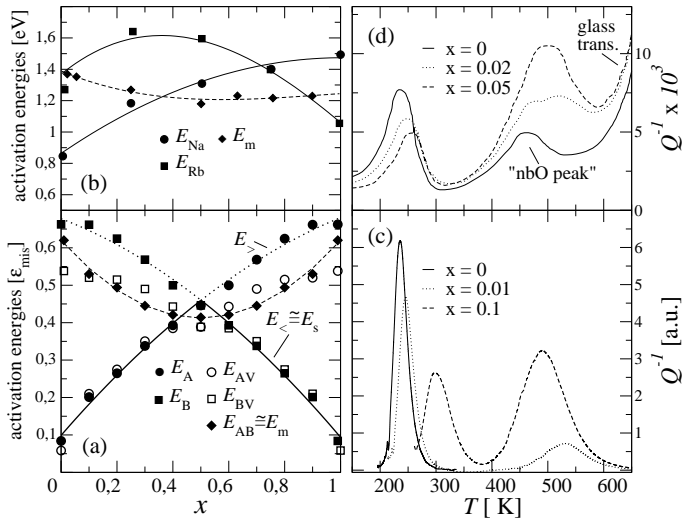 activation energies [eV]
1.6
1.4
1.2
1
0,8
0,6
(b)
E_Na
E_m
E_Rb
(d)
x = 0
x = 0.02
x = 0.05
glass
trans.
"nbO peak"
10
5
0
Q^-1 x 10^3
activation energies [ε_mis]
0,6
0,5
0,4
0,3
0,2
0,1
E_>
E_< ≅ E_s
E_A
E_AV
E_B
E_BV
E_AB ≅ E_m
(a)
0
0,2
0,4
0,6
0,8
1
x
(c)
x = 0
x = 0.01
x = 0.1
6
5
4
3
2
1
0
Q^-1 [a.u.]
200
300
400
500
600
T [ K]